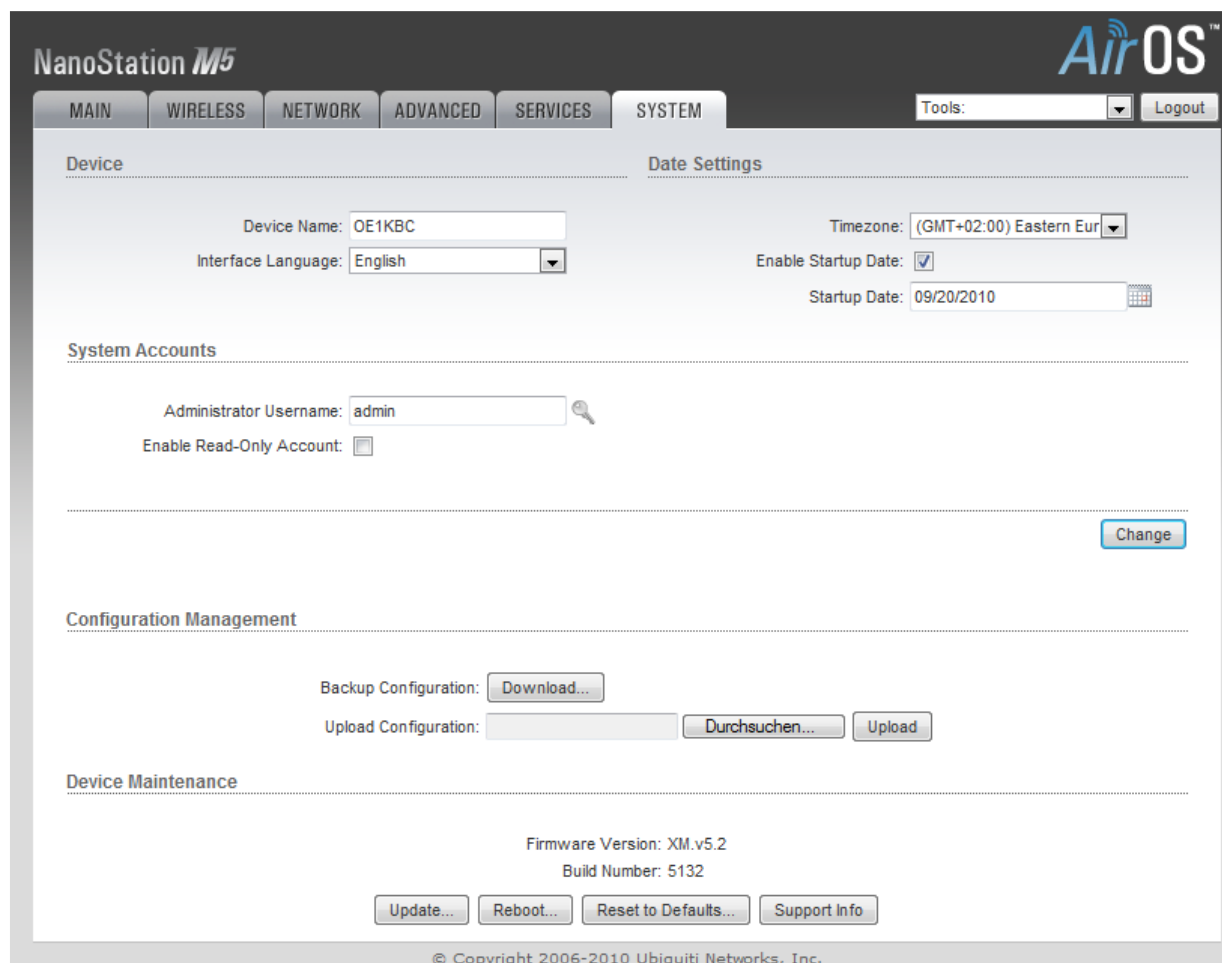 NanoStation M5
AirOS™
MAIN WIRELESS NETWORK ADVANCED SERVICES SYSTEM Tools: Logout
Device
Date Settings
Device Name: OE1KBC
Interface Language: English
Timezone: (GMT+02:00) Eastern Eur
Enable Startup Date:
Startup Date: 09/20/2010
System Accounts
Administrator Username: admin
Enable Read-Only Account:
Change
Configuration Management
Backup Configuration: Download...
Upload Configuration: Durchsuchen... Upload
Device Maintenance
Firmware Version: XM.v5.2
Build Number: 5132
Update... Reboot... Reset to Defaults... Support Info
© Copyright 2006-2010 Ubiquiti Networks, Inc.